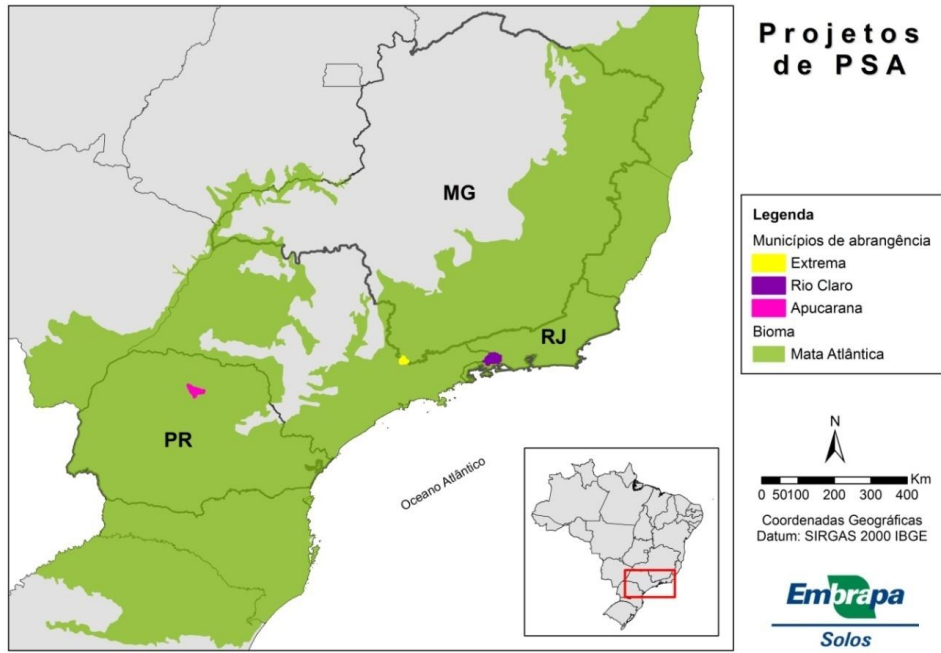 Projetos
de PSA
MG
RJ
PR
Oceano Atlântico
Legenda
Municípios de abrangência
Extrema
Rio Claro
Apucarana
Bioma
Mata Atlântica
N
Km
0 50100 200 300 400
Coordenadas Geográficas
Datum: SIRGAS 2000 IBGE
Embrapa
Solos